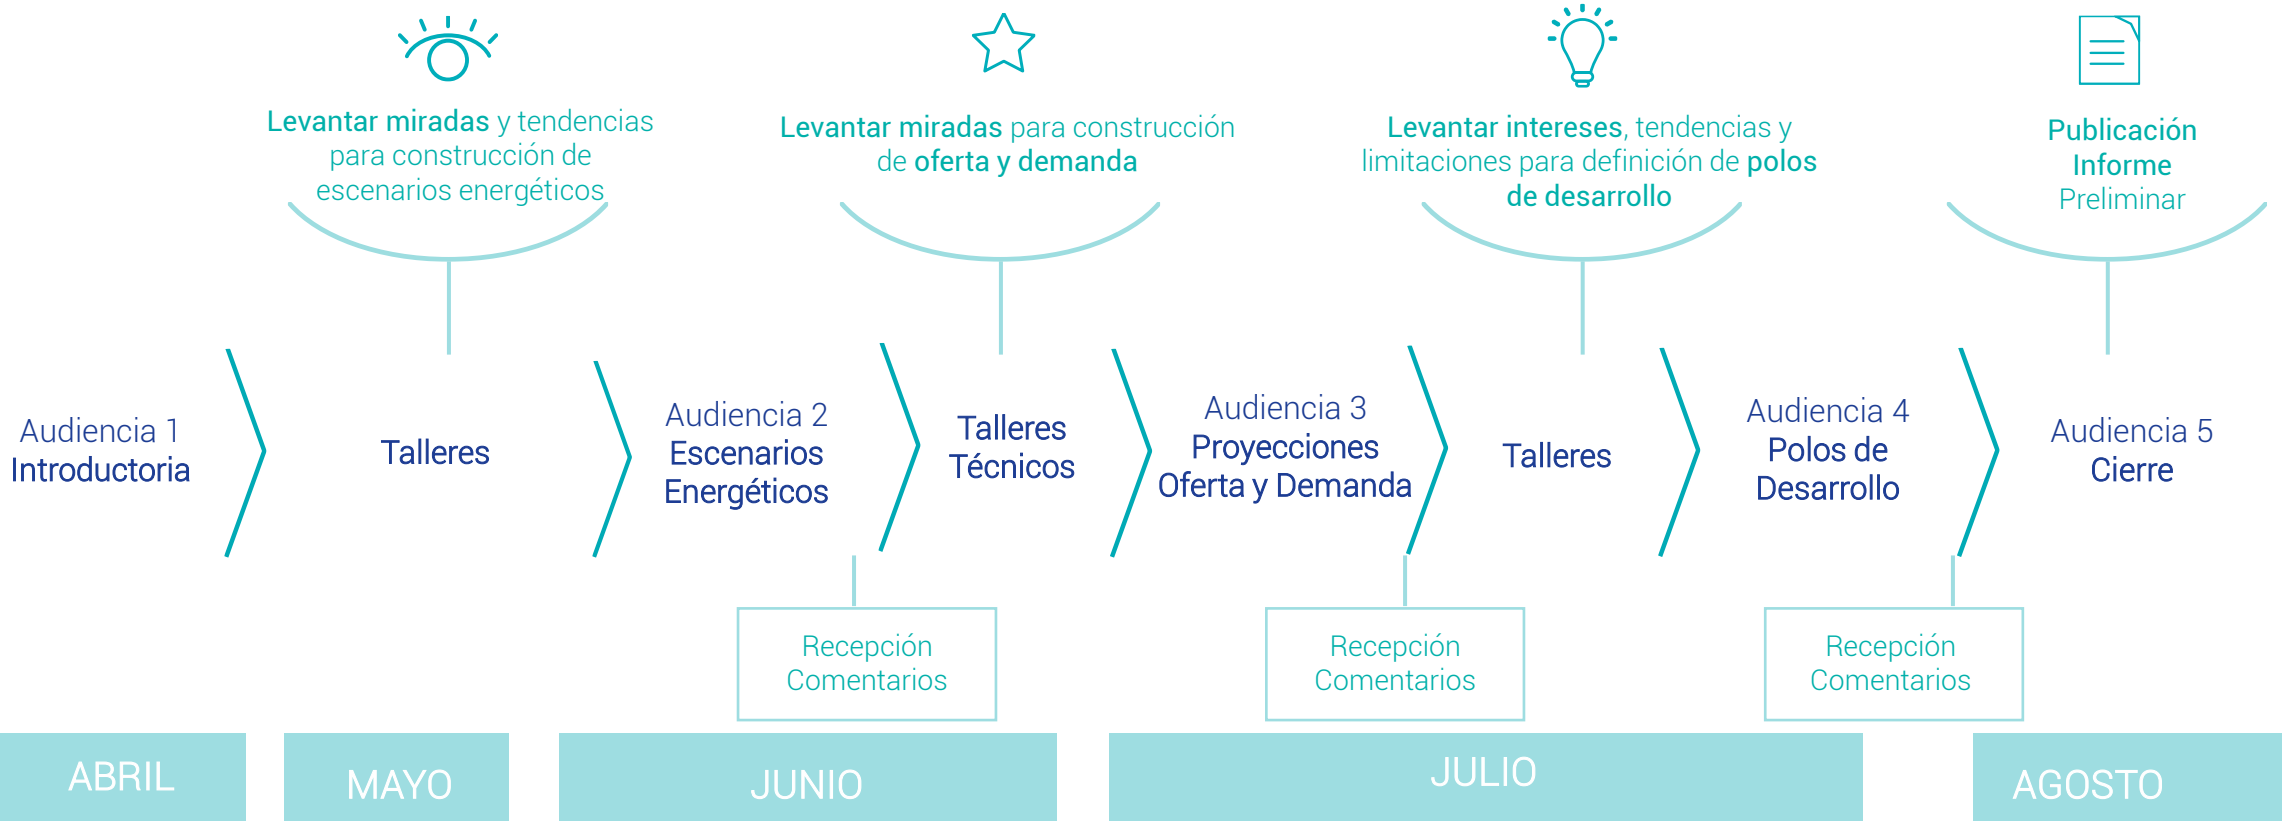 Levantar miradas y tendencias
para construcción de
escenarios energéticos
Levantar miradas para construcción
de oferta y demanda
Levantar intereses, tendencias y
limitaciones para definición de polos
de desarrollo
Publicación
Informe
Preliminar
Audiencia 1
Introductoria
Talleres
Audiencia 2
Escenarios
Energéticos
Talleres
Técnicos
Audiencia 3
Proyecciones
Oferta y Demanda
Talleres
Audiencia 4
Polos de
Desarrollo
Audiencia 5
Cierre
Recepción
Comentarios
Recepción
Comentarios
Recepción
Comentarios
ABRIL
MAYO
JUNIO
JULIO
AGOSTO